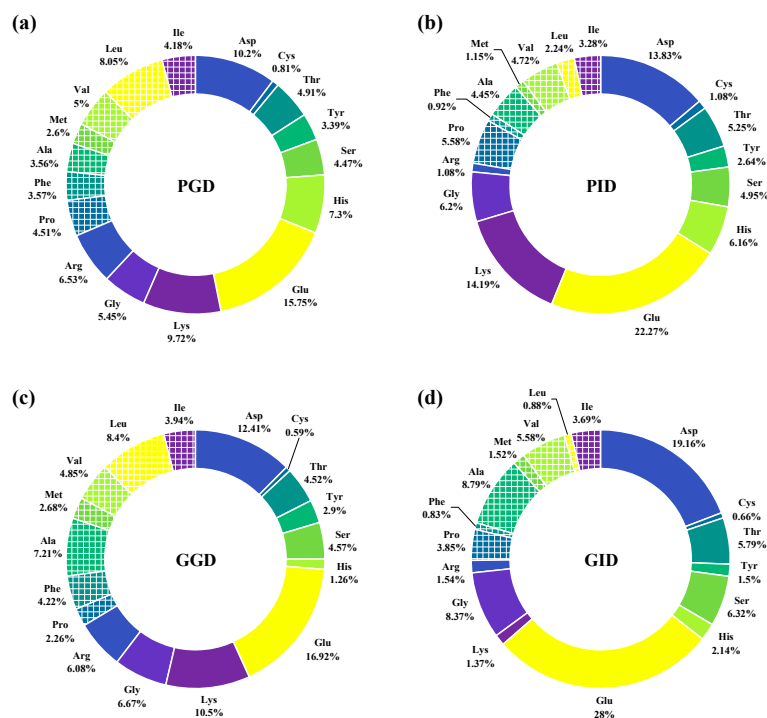 (a)
Ile
4.18%
Asp
10.2%
Cys
0.81%
Thr
4.91%
Tyr
3.39%
Ser
4.47%
His
7.3%
Glu
15.75%
Lys
9.72%
Gly
5.45%
Arg
6.53%
Pro
4.51%
Phe
3.57%
Ala
3.56%
Met
2.6%
Val
5%
Leu
8.05%
PGD
(b)
Ile
3.28%
Asp
13.83%
Cys
1.08%
Thr
5.25%
Tyr
2.64%
Ser
4.95%
His
6.16%
Glu
22.27%
Lys
14.19%
Gly
6.2%
Arg
1.08%
Pro
5.58%
Phe
0.92%
Ala
4.45%
Met
1.15%
Val
4.72%
Leu
2.24%
PID
(c)
Ile
3.94%
Asp
12.41%
Cys
0.59%
Thr
4.52%
Tyr
2.9%
Ser
4.57%
His
1.26%
Glu
16.92%
Lys
10.5%
Gly
6.67%
Arg
6.08%
Pro
2.26%
Phe
4.22%
Ala
7.21%
Met
2.68%
Val
4.85%
Leu
8.4%
GGD
(d)
Ile
3.69%
Asp
19.16%
Cys
0.66%
Thr
5.79%
Tyr
1.5%
Ser
6.32%
His
2.14%
Glu
28%
Lys
1.37%
Gly
8.37%
Arg
1.54%
Pro
3.85%
Phe
0.83%
Ala
8.79%
Met
1.52%
Val
5.58%
Leu
0.88%
GID